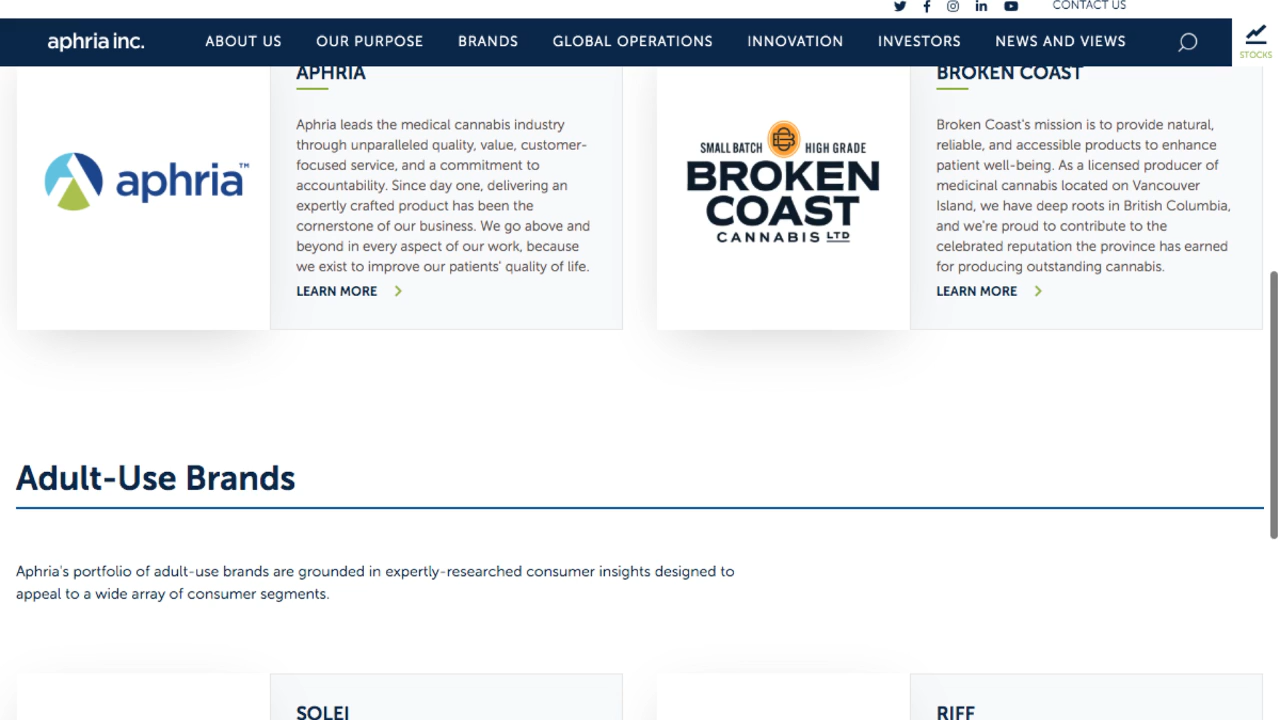 CONTACT US
aphria inc.
ABOUT US
OUR PURPOSE
BRANDS
GLOBAL OPERATIONS
INNOVATION
INVESTORS
NEWS AND VIEWS
STOCKS
APHRIA
aphria™
Aphria leads the medical cannabis industry
through unparalleled quality, value, customer-
focused service, and a commitment to
accountability. Since day one, delivering an
expertly crafted product has been the
cornerstone of our business. We go above and
beyond in every aspect of our work, because
we exist to improve our patients' quality of life.
LEARN MORE
BROKEN COAST
SMALL BATCH HIGH GRADE
BROKEN
COAST
CANNABIS LTD
Broken Coast's mission is to provide natural,
reliable, and accessible products to enhance
patient well-being. As a licensed producer of
medicinal cannabis located on Vancouver
Island, we have deep roots in British Columbia,
and we're proud to contribute to the
celebrated reputation the province has earned
for producing outstanding cannabis.
LEARN MORE
Adult-Use Brands
Aphria's portfolio of adult-use brands are grounded in expertly-researched consumer insights designed to
appeal to a wide array of consumer segments.
SOLEI
RIFF